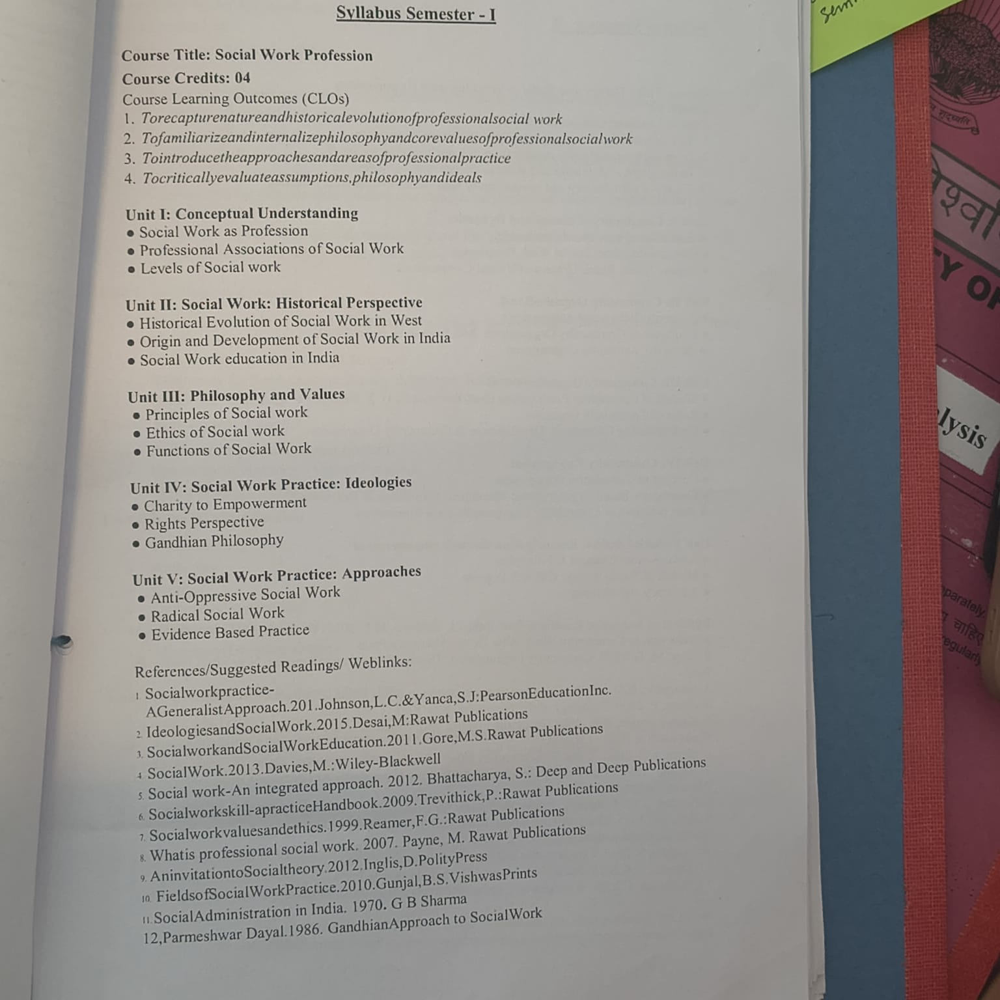 Syllabus Semester - I
Course Title: Social Work Profession
Course Credits: 04
Course Learning Outcomes (CLOs)
1. Torecapturenatureandhistoricalevolutionofprofessionalsocial work
2. Tofamiliarizeandinternalizephilosophyandcorevaluesofprofessionalsocialwork
3. Tointroducetheapproachesandareasofprofessionalpractice
4. Tocriticallyevaluateassumptions,philosophyandideals
Unit I: Conceptual Understanding
● Social Work as Profession
● Professional Associations of Social Work
● Levels of Social work
Unit II: Social Work: Historical Perspective
● Historical Evolution of Social Work in West
● Origin and Development of Social Work in India
● Social Work education in India
Unit III: Philosophy and Values
● Principles of Social work
● Ethics of Social work
● Functions of Social Work
Unit IV: Social Work Practice: Ideologies
● Charity to Empowerment
● Rights Perspective
● Gandhian Philosophy
Unit V: Social Work Practice: Approaches
● Anti-Oppressive Social Work
● Radical Social Work
● Evidence Based Practice
References/Suggested Readings/ Weblinks:
1 Socialworkpractice-
AGeneralistApproach.201.Johnson,L.C.&Yanca,S.J:PearsonEducationInc.
2. IdeologiesandSocialWork.2015.Desai,M:Rawat Publications
3. SocialworkandSocialWorkEducation.2011.Gore,M.S.Rawat Publications
4 SocialWork.2013.Davies,M.:Wiley-Blackwell
5. Social work-An integrated approach. 2012. Bhattacharya, S.: Deep and Deep Publications
6. Socialworkskill-apracticeHandbook.2009.Trevithick,P.:Rawat Publications
7. Socialworkvaluesandethics.1999.Reamer,F.G.:Rawat Publications
8. Whatis professional social work. 2007. Payne, M. Rawat Publications
9. AninvitationtoSocialtheory.2012.Inglis,D.PolityPress
10. FieldsofSocialWorkPractice.2010.Gunjal,B.S.VishwasPrints
11.SocialAdministration in India. 1970. G B Sharma
12,Parmeshwar Dayal.1986. GandhianApproach to SocialWork
sem
TY OF
lysis
parately
चाहिए
egularly